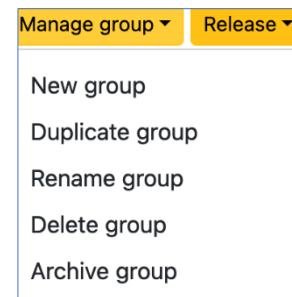 Manage group Release
New group
Duplicate group
Rename group
Delete group
Archive group